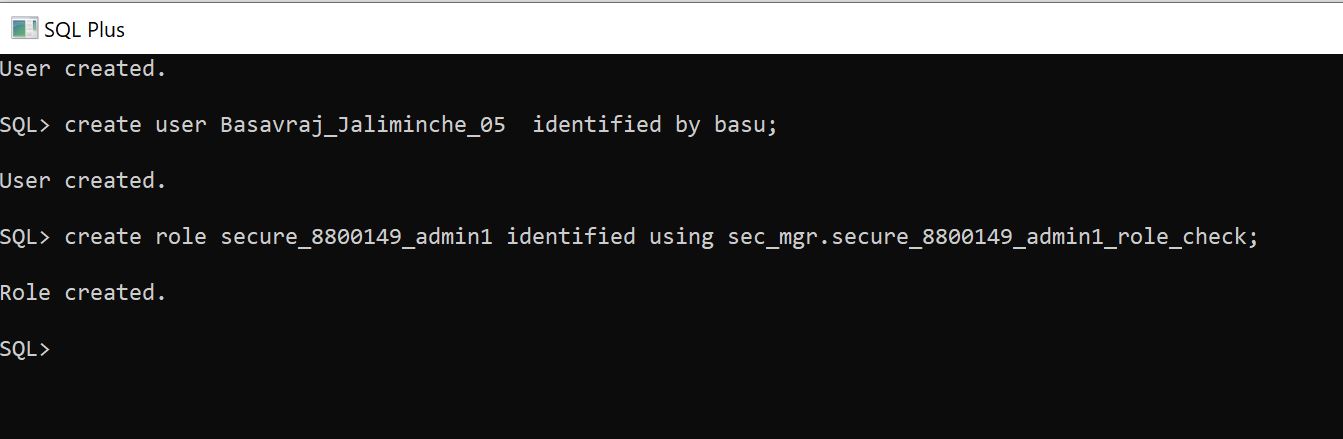 SQL Plus
User created.
SQL> create user Basavraj_Jaliminche_05  identified by basu;
User created.
SQL> create role secure_8800149_admin1 identified using sec_mgr.secure_8800149_admin1_role_check;
Role created.
SQL>